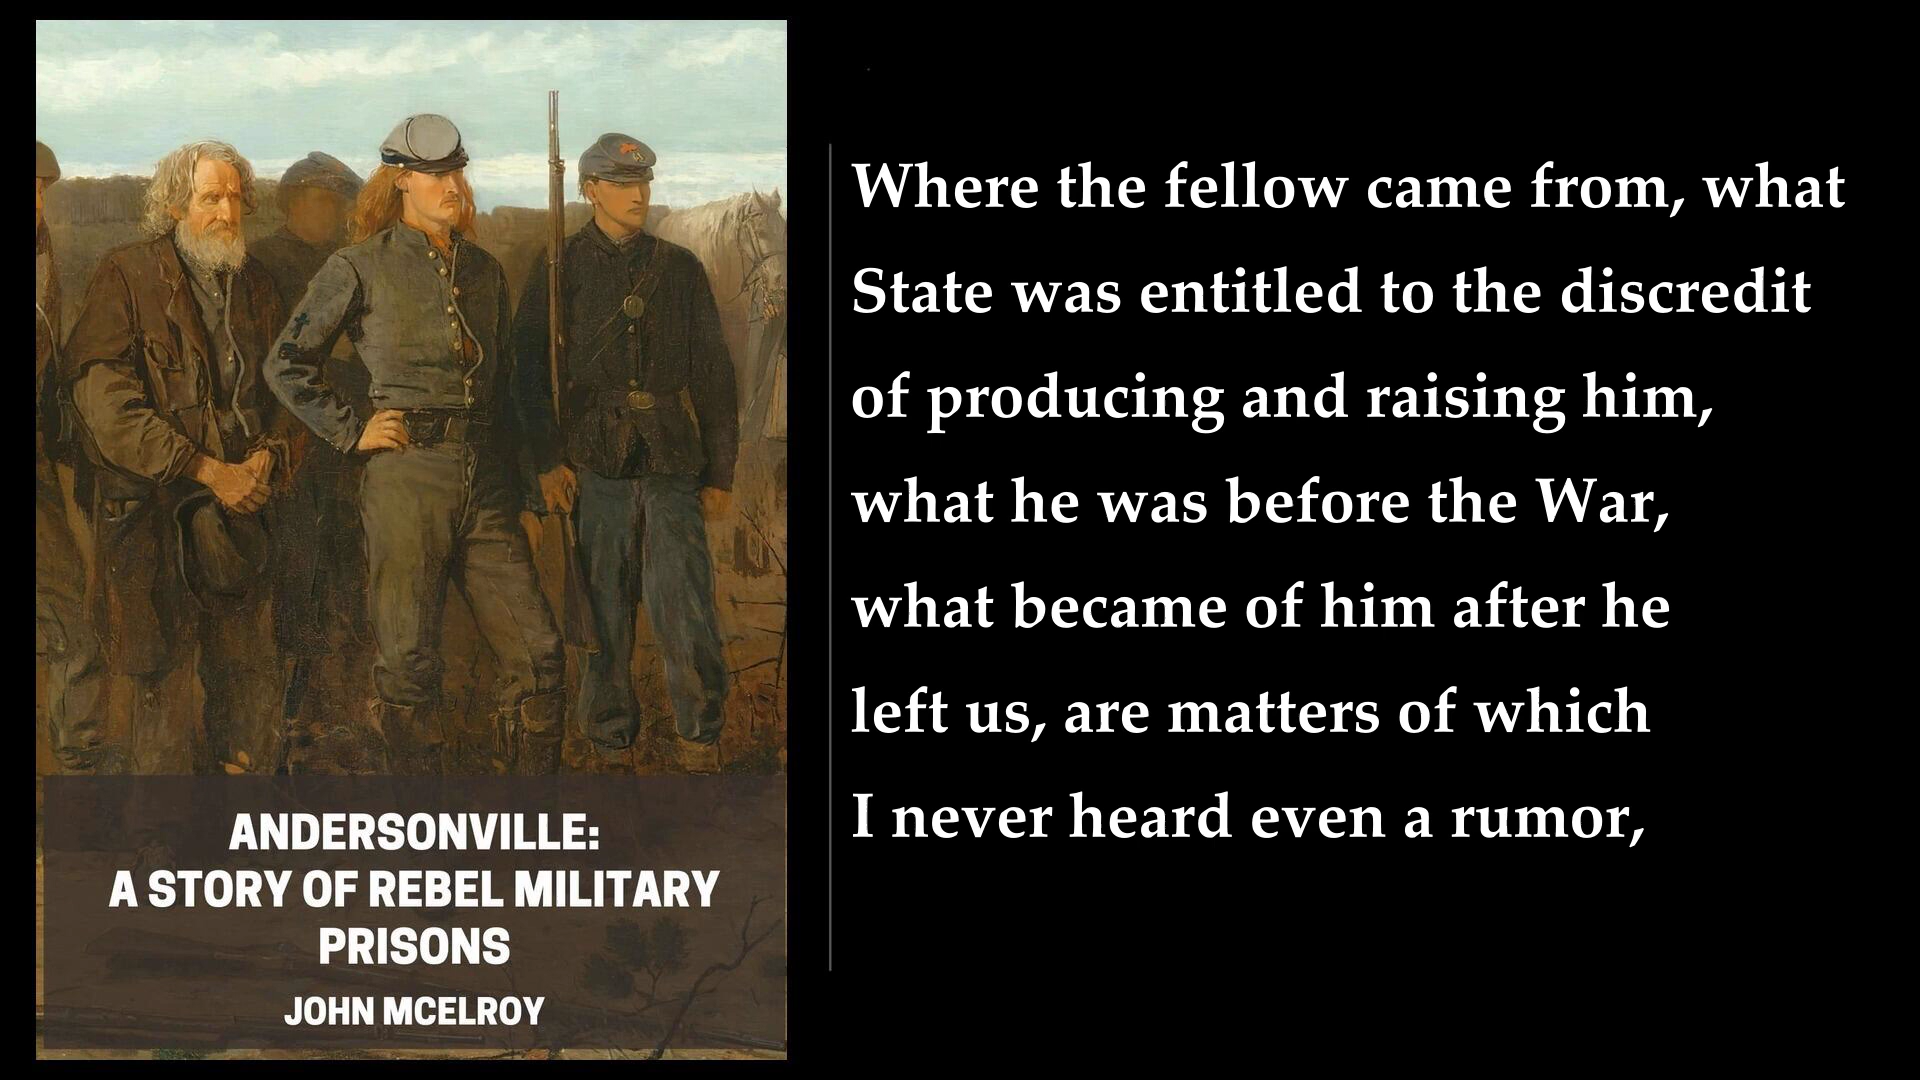 ANDERSONVILLE:
A STORY OF REBEL MILITARY
PRISONS
JOHN MCELROY
Where the fellow came from, what
State was entitled to the discredit
of producing and raising him,
what he was before the War,
what became of him after he
left us, are matters of which
I never heard even a rumor,